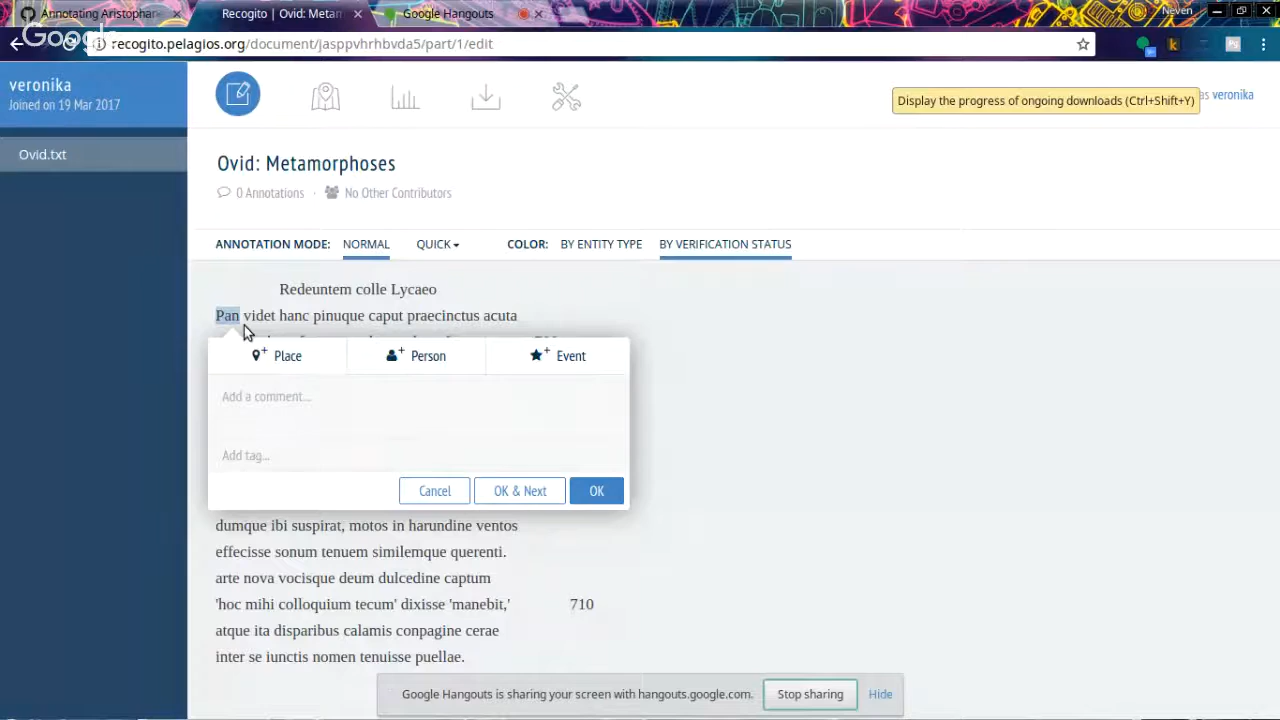 Annotating Aristophane
Recogito | Ovid: Metam
Google Hangouts
Neven
Google
recogito.pelagios.org/document/jasppvhrhbvda5/part/1/edit
veronika
Joined on 19 Mar 2017
Display the progress of ongoing downloads (Ctrl+Shift+Y)
as veronika
Ovid.txt
Ovid: Metamorphoses
0 Annotations · No Other Contributors
ANNOTATION MODE: NORMAL QUICK COLOR: BY ENTITY TYPE BY VERIFICATION STATUS
Redeuntem colle Lycaeo
Pan videt hanc pinuque caput praecinctus acuta
Place Person Event
Add a comment...
Add tag...
Cancel OK & Next OK
dumque ibi suspirat, motos in harundine ventos
effecisse sonum tenuem similemque querenti.
arte nova vocisque deum dulcedine captum
'hoc mihi colloquium tecum' dixisse 'manebit,' 710
atque ita disparibus calamis conpagine cerae
inter se iunctis nomen tenuisse puellae.
Google Hangouts is sharing your screen with hangouts.google.com. Stop sharing Hide